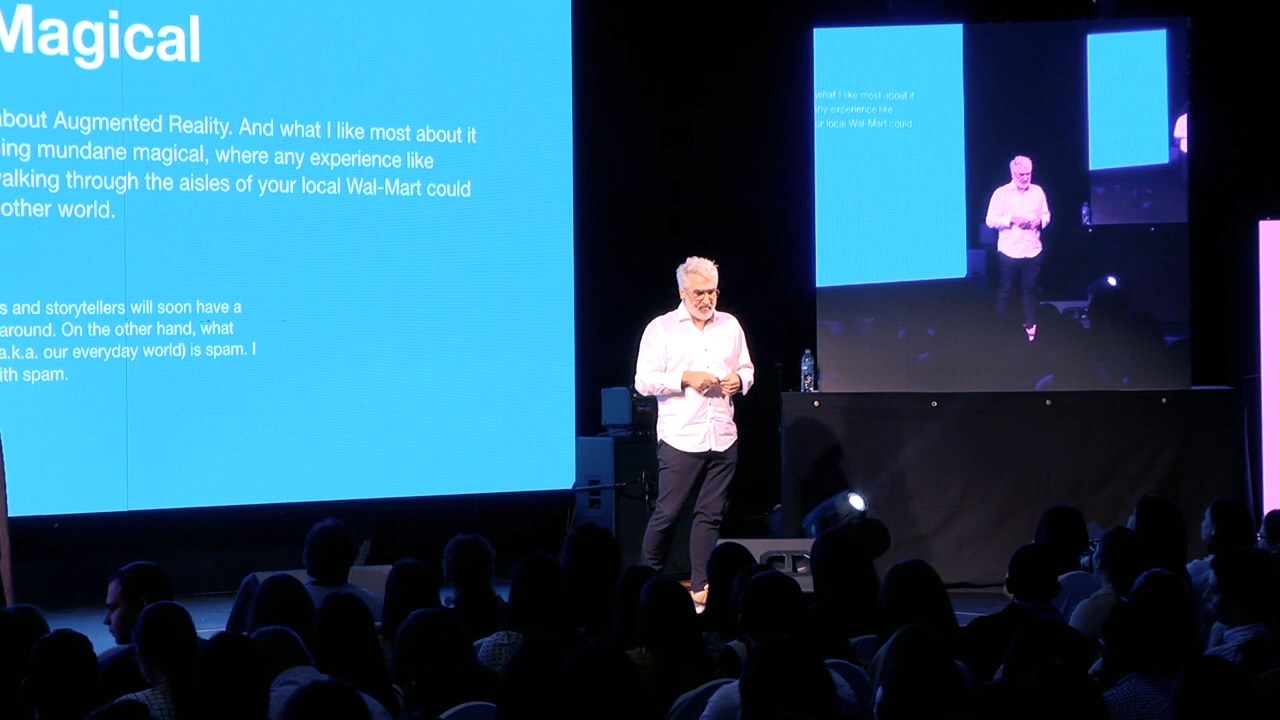 Magical
about Augmented Reality. And what I like most about it
ing mundane magical, where any experience like
alking through the aisles of your local Wal-Mart could
other world.
s and storytellers will soon have a
around. On the other hand, what
a.k.a. our everyday world) is spam. I
ith spam.
what I like most about it
any experience like
ur local Wal-Mart could